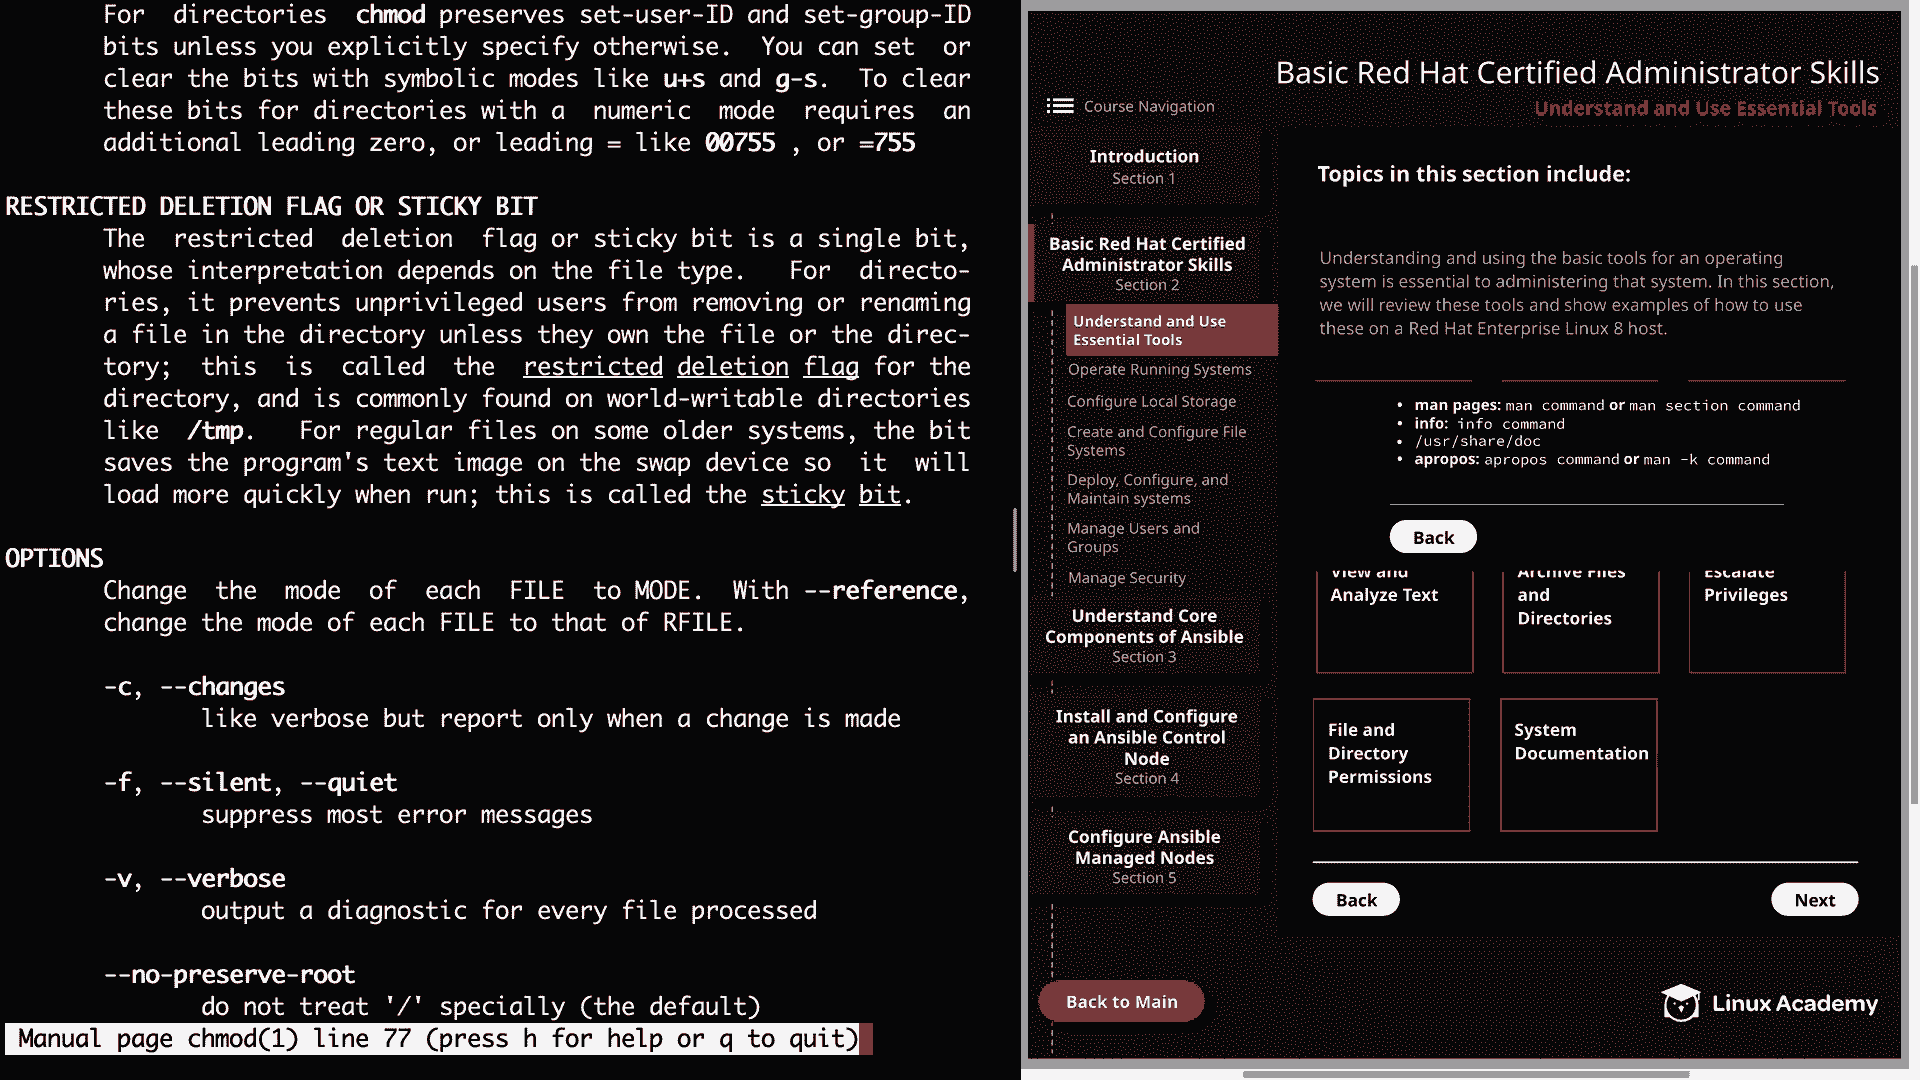 For directories chmod preserves set-user-ID and set-group-ID
bits unless you explicitly specify otherwise. You can set or
clear the bits with symbolic modes like u+s and g-s. To clear
these bits for directories with a numeric mode requires an
additional leading zero, or leading = like 00755 , or =755
RESTRICTED DELETION FLAG OR STICKY BIT
The restricted deletion flag or sticky bit is a single bit,
whose interpretation depends on the file type. For directo-
ries, it prevents unprivileged users from removing or renaming
a file in the directory unless they own the file or the direc-
tory; this is called the restricted deletion flag for the
directory, and is commonly found on world-writable directories
like /tmp. For regular files on some older systems, the bit
saves the program's text image on the swap device so it will
load more quickly when run; this is called the sticky bit.
OPTIONS
Change the mode of each FILE to MODE. With --reference,
change the mode of each FILE to that of RFILE.
-c, --changes
like verbose but report only when a change is made
-f, --silent, --quiet
suppress most error messages
-v, --verbose
output a diagnostic for every file processed
--no-preserve-root
do not treat '/' specially (the default)
Manual page chmod(1) line 77 (press h for help or q to quit)
Basic Red Hat Certified Administrator Skills
Understand and Use Essential Tools
Course Navigation
Introduction
Section 1
Basic Red Hat Certified
Administrator Skills
Section 2
Understand and Use
Essential Tools
Operate Running Systems
Configure Local Storage
Create and Configure File
Systems
Deploy, Configure, and
Maintain systems
Manage Users and
Groups
Manage Security
Understand Core
Components of Ansible
Section 3
Install and Configure
an Ansible Control
Node
Section 4
Configure Ansible
Managed Nodes
Section 5
Back to Main
Topics in this section include:
Understanding and using the basic tools for an operating
system is essential to administering that system. In this section,
we will review these tools and show examples of how to use
these on a Red Hat Enterprise Linux 8 host.
• man pages: man command or man section command
• info: info command
• /usr/share/doc
• apropos: apropos command or man -k command
Back
View and
Analyze Text
Archive Files
and
Directories
Escalate
Privileges
File and
Directory
Permissions
System
Documentation
Back
Next
Linux Academy